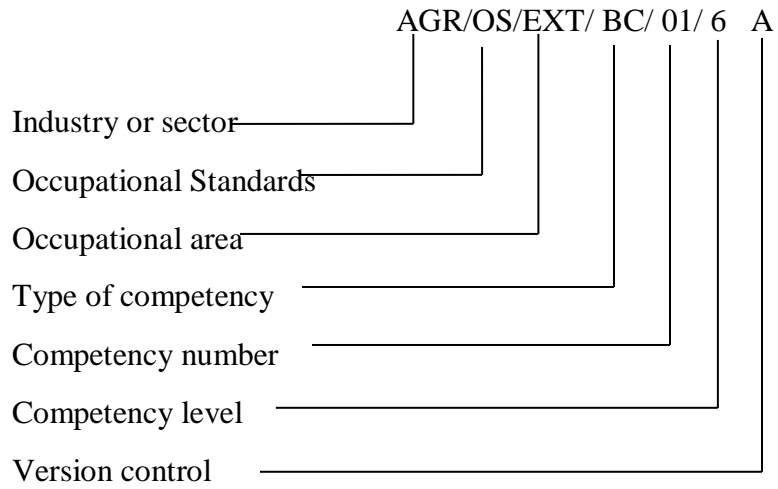 AGR/OS/EXT/ BC/ 01/ 6 A
Industry or sector
Occupational Standards
Occupational area
Type of competency
Competency number
Competency level
Version control